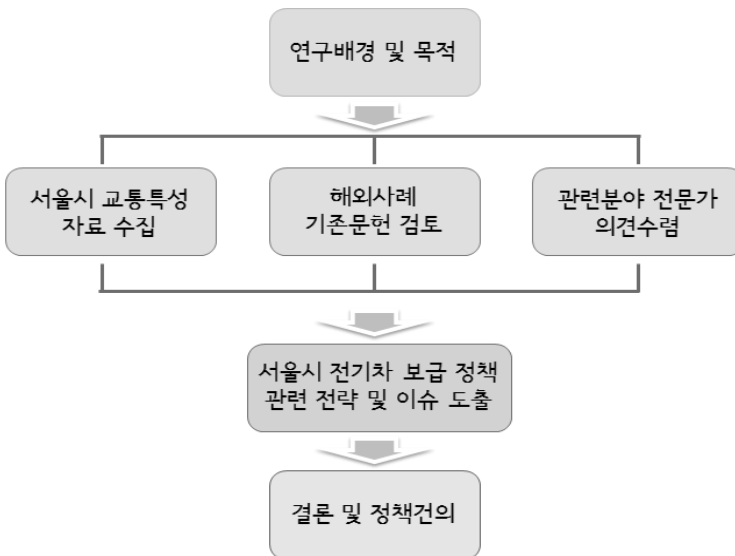 연구배경 및 목적
서울시 교통특성
자료 수집
해외사례
기존문헌 검토
관련분야 전문가
의견수렴
서울시 전기차 보급 정책
관련 전략 및 이슈 도출
결론 및 정책건의